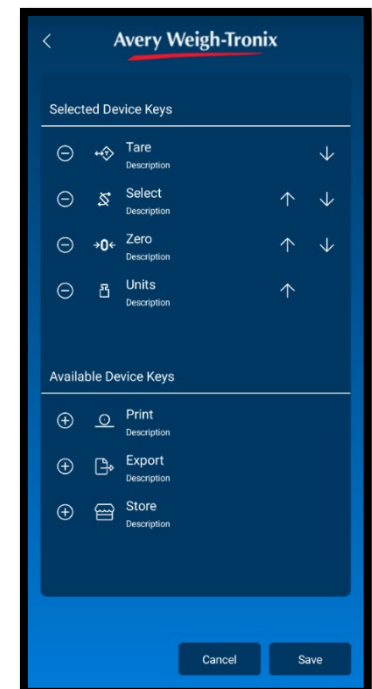 Avery Weigh-Tronix
Selected Device Keys
Tare
Description
Select
Description
→0← Zero
Description
Units
Description
Available Device Keys
Print
Description
Export
Description
Store
Description
Cancel Save